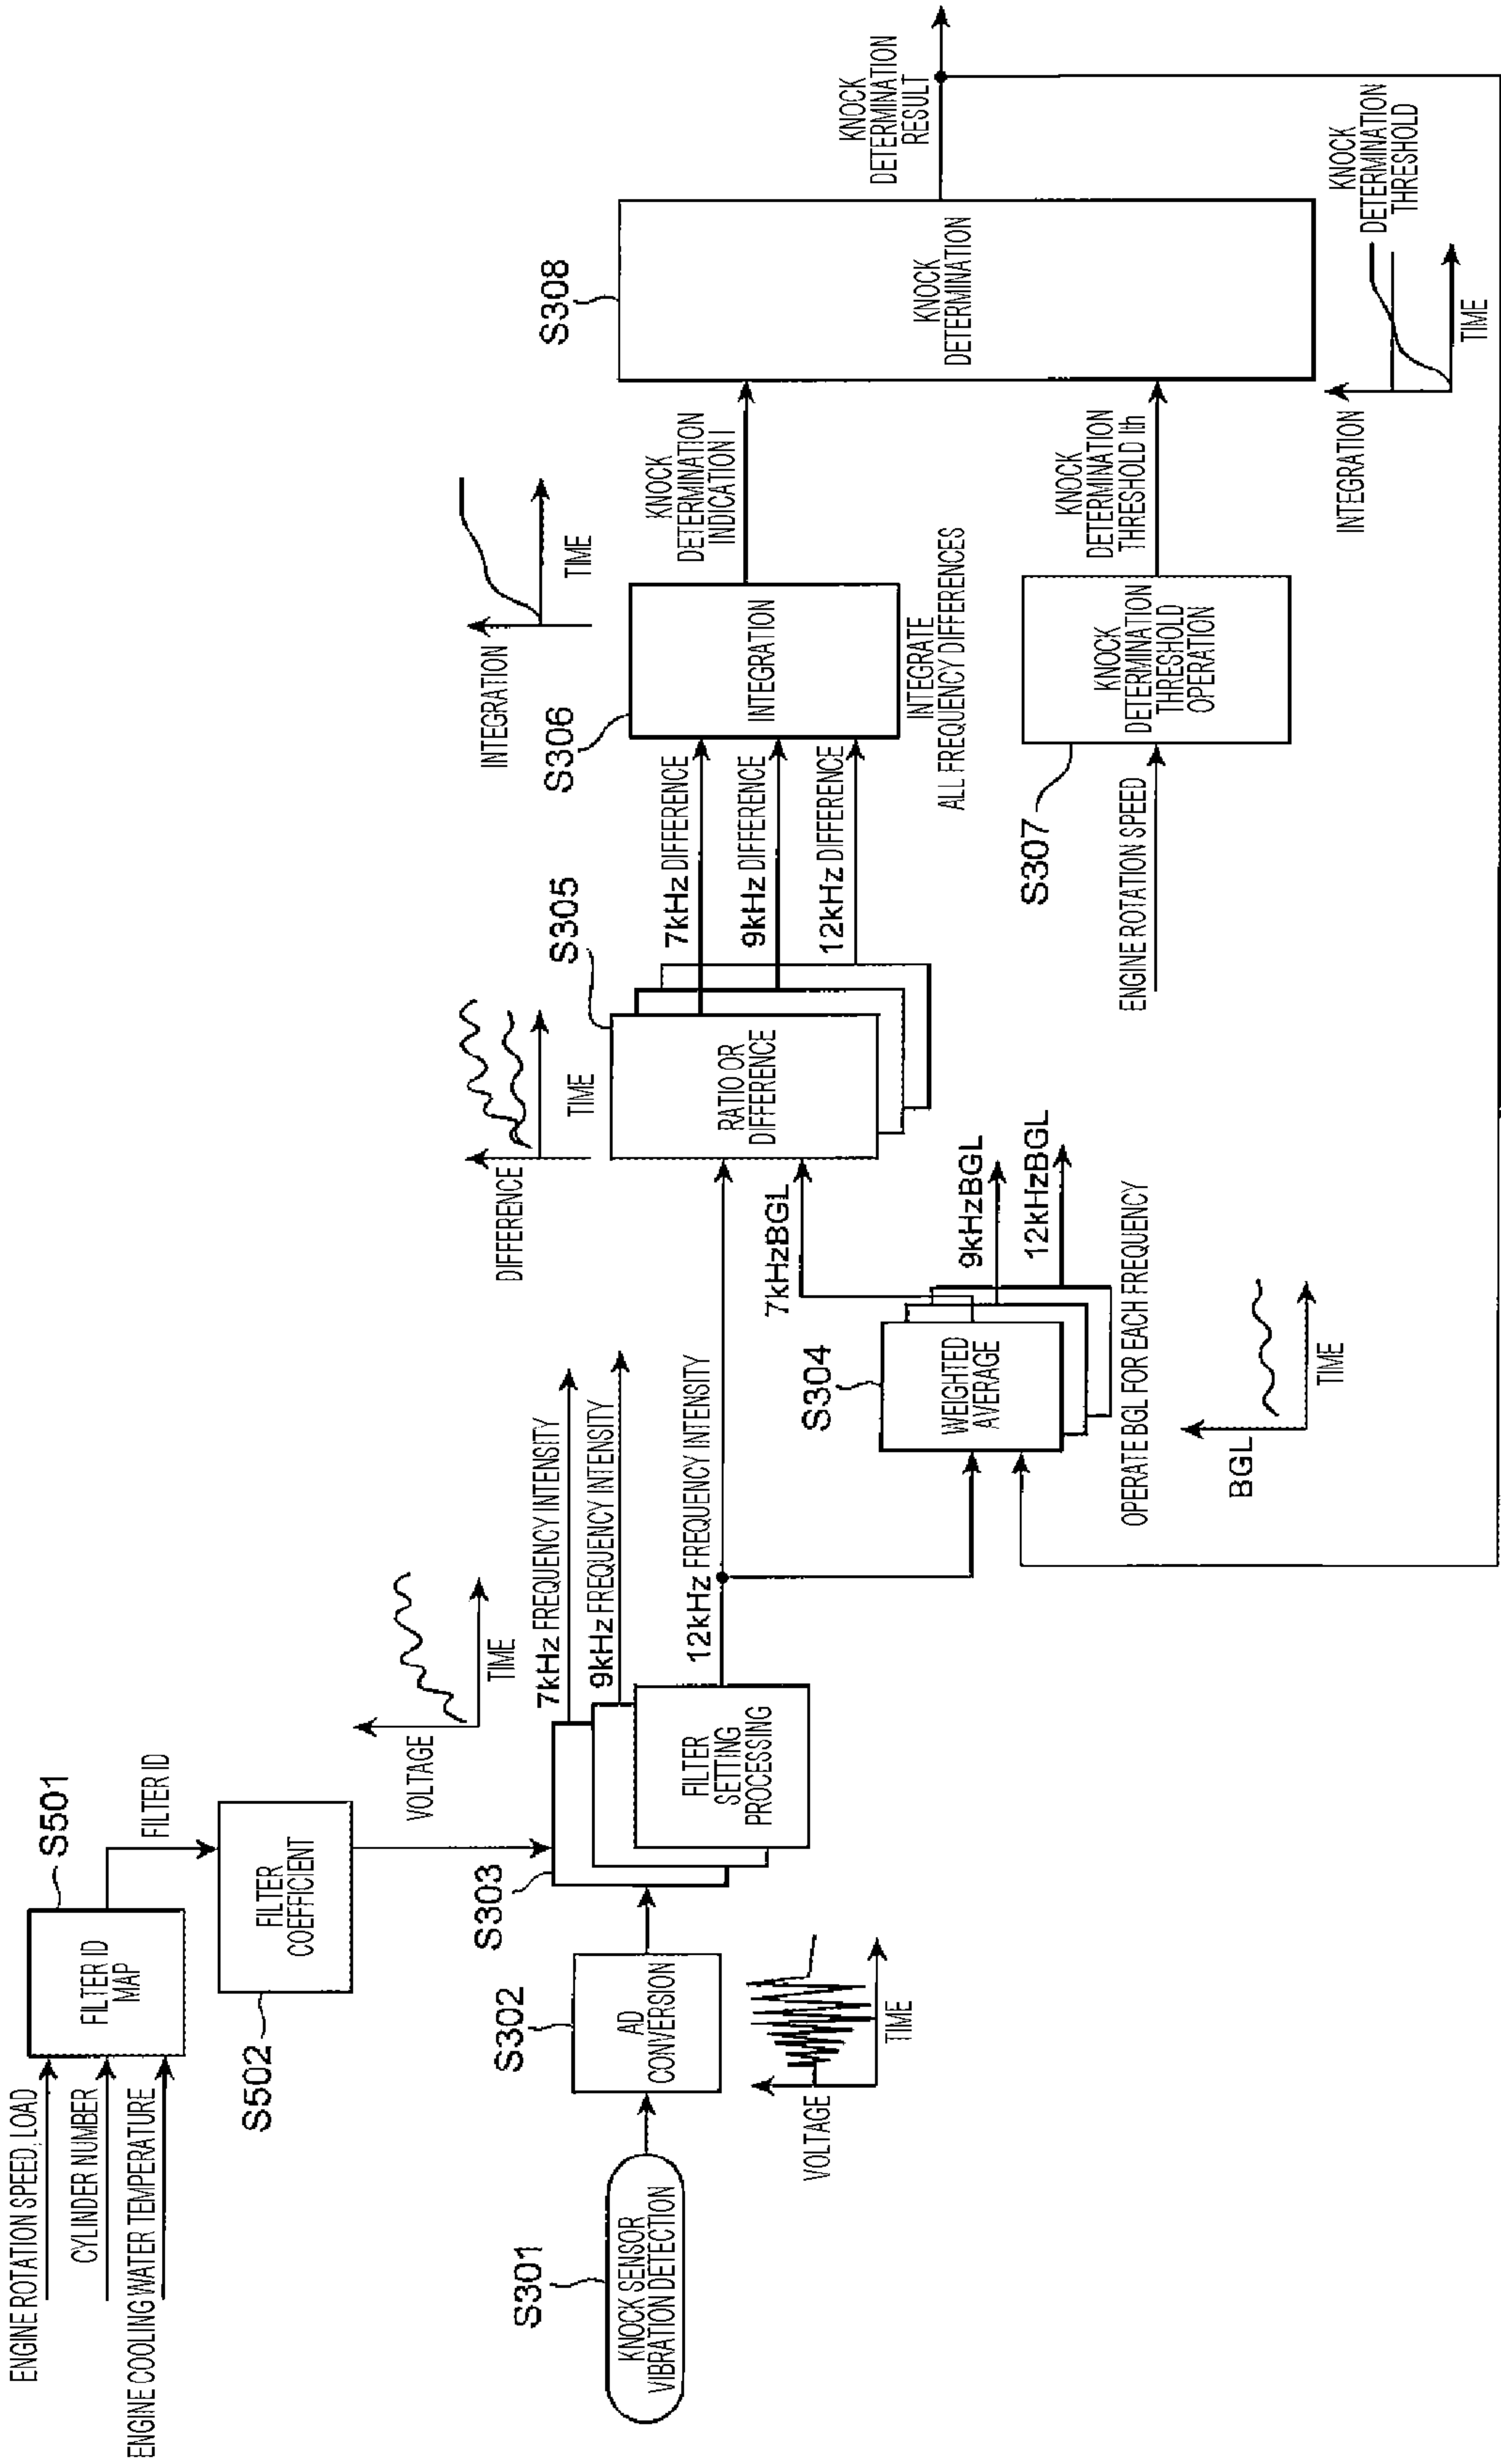 ENGINE ROTATION SPEED, LOAD
CYLINDER NUMBER
ENGINE COOLING WATER TEMPERATURE
FILTER ID
MAP
S501
FILTER ID
S502
FILTER
COEFFICIENT
VOLTAGE
TIME
S301
KNOCK SENSOR
VIBRATION DETECTION
S302
AD
CONVERSION
VOLTAGE
TIME
S303
FILTER
SETTING
PROCESSING
7kHz FREQUENCY INTENSITY
9kHz FREQUENCY INTENSITY
12kHz FREQUENCY INTENSITY
S304
WEIGHTED
AVERAGE
7kHzBGL
9kHzBGL
12kHzBGL
OPERATE BGL FOR EACH FREQUENCY
BGL
TIME
DIFFERENCE
TIME
S305
RATIO OR
DIFFERENCE
7kHz DIFFERENCE
9kHz DIFFERENCE
12kHz DIFFERENCE
INTEGRATION
TIME
S306
INTEGRATION
INTEGRATE
ALL FREQUENCY DIFFERENCES
KNOCK
DETERMINATION
INDICATION I
ENGINE ROTATION SPEED
S307
KNOCK
DETERMINATION
THRESHOLD
OPERATION
KNOCK
DETERMINATION
THRESHOLD Ith
S308
KNOCK
DETERMINATION
KNOCK
DETERMINATION
RESULT
INTEGRATION
TIME
KNOCK
DETERMINATION
THRESHOLD